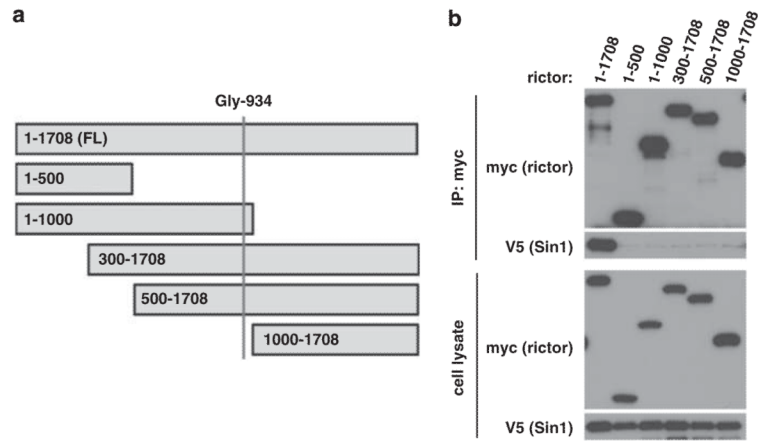 a
Gly-934
1-1708 (FL)
1-500
1-1000
300-1708
500-1708
1000-1708
b
rictor:
1-1708
1-500
1-1000
300-1708
500-1708
1000-1708
IP: myc
myc (rictor)
V5 (Sin1)
cell lysate
myc (rictor)
V5 (Sin1)